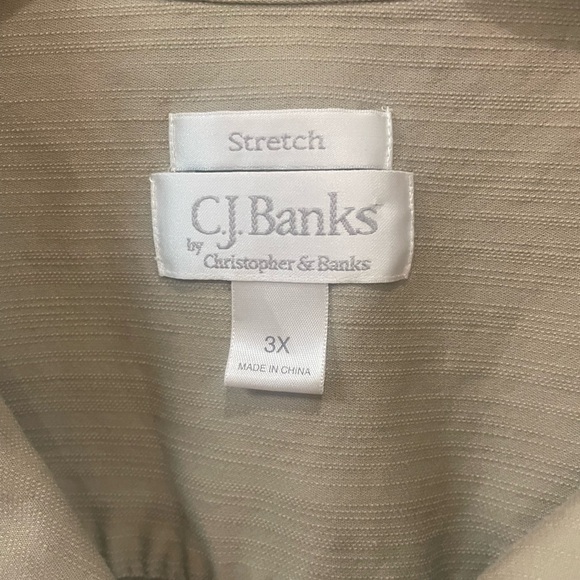 Stretch
C.J. Banks
by Christopher & Banks
3X
MADE IN CHINA